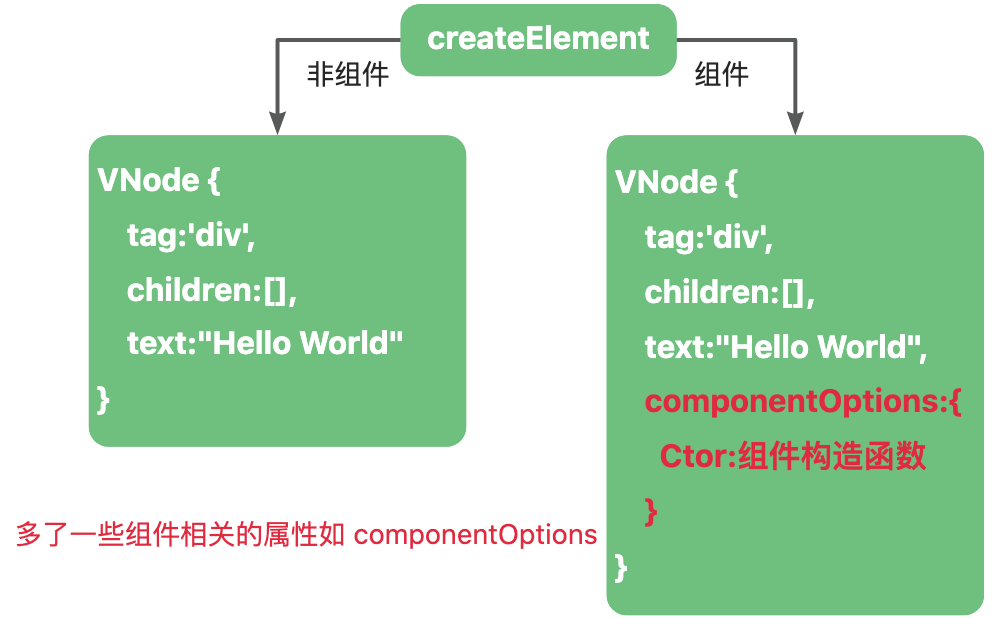 createElement
非组件
组件
VNode {
tag:'div',
children:[],
text:"Hello World"
}
VNode {
tag:'div',
children:[],
text:"Hello World",
componentOptions:{
Ctor:组件构造函数
}
}
多了一些组件相关的属性如 componentOptions